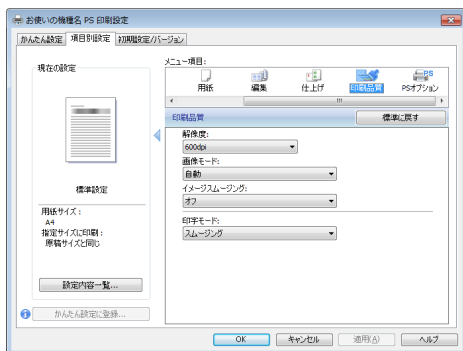 お使いの機種名 PS 印刷設定
かんたん設定 項目別設定 初期設定/バージョン
現在の設定
標準設定
用紙サイズ:
A4
指定サイズに印刷:
原稿サイズと同じ
設定内容一覧...
かんたん設定に登録...
メニュー項目:
用紙 編集 仕上げ 印刷品質 PSオプション
印刷品質 標準に戻す
解像度:
600dpi
画像モード:
自動
イメージスムージング:
オフ
印字モード:
スムージング
OK キャンセル 適用(A) ヘルプ